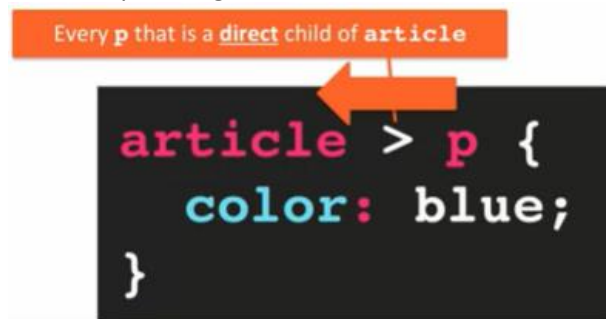 Every p that is a direct child of article
article > p {
color: blue;
}